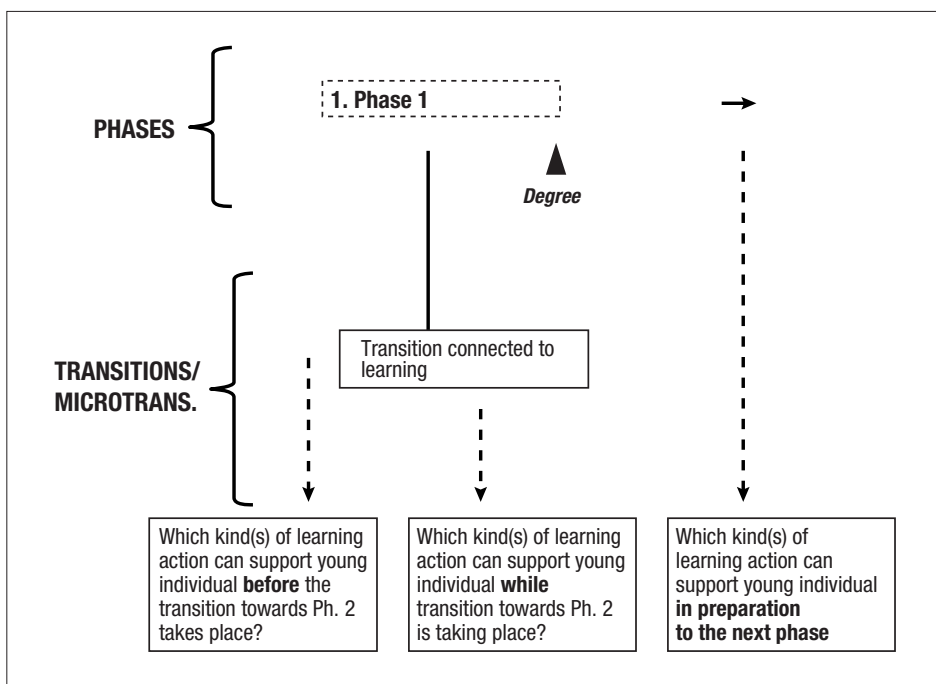 PHASES
1. Phase 1
Degree
TRANSITIONS/
MICROTRANS.
Transition connected to
learning
Which kind(s) of learning
action can support young
individual before the
transition towards Ph. 2
takes place?
Which kind(s) of learning
action can support young
individual while
transition towards Ph. 2
is taking place?
Which kind(s) of
learning action can
support young individual
in preparation
to the next phase